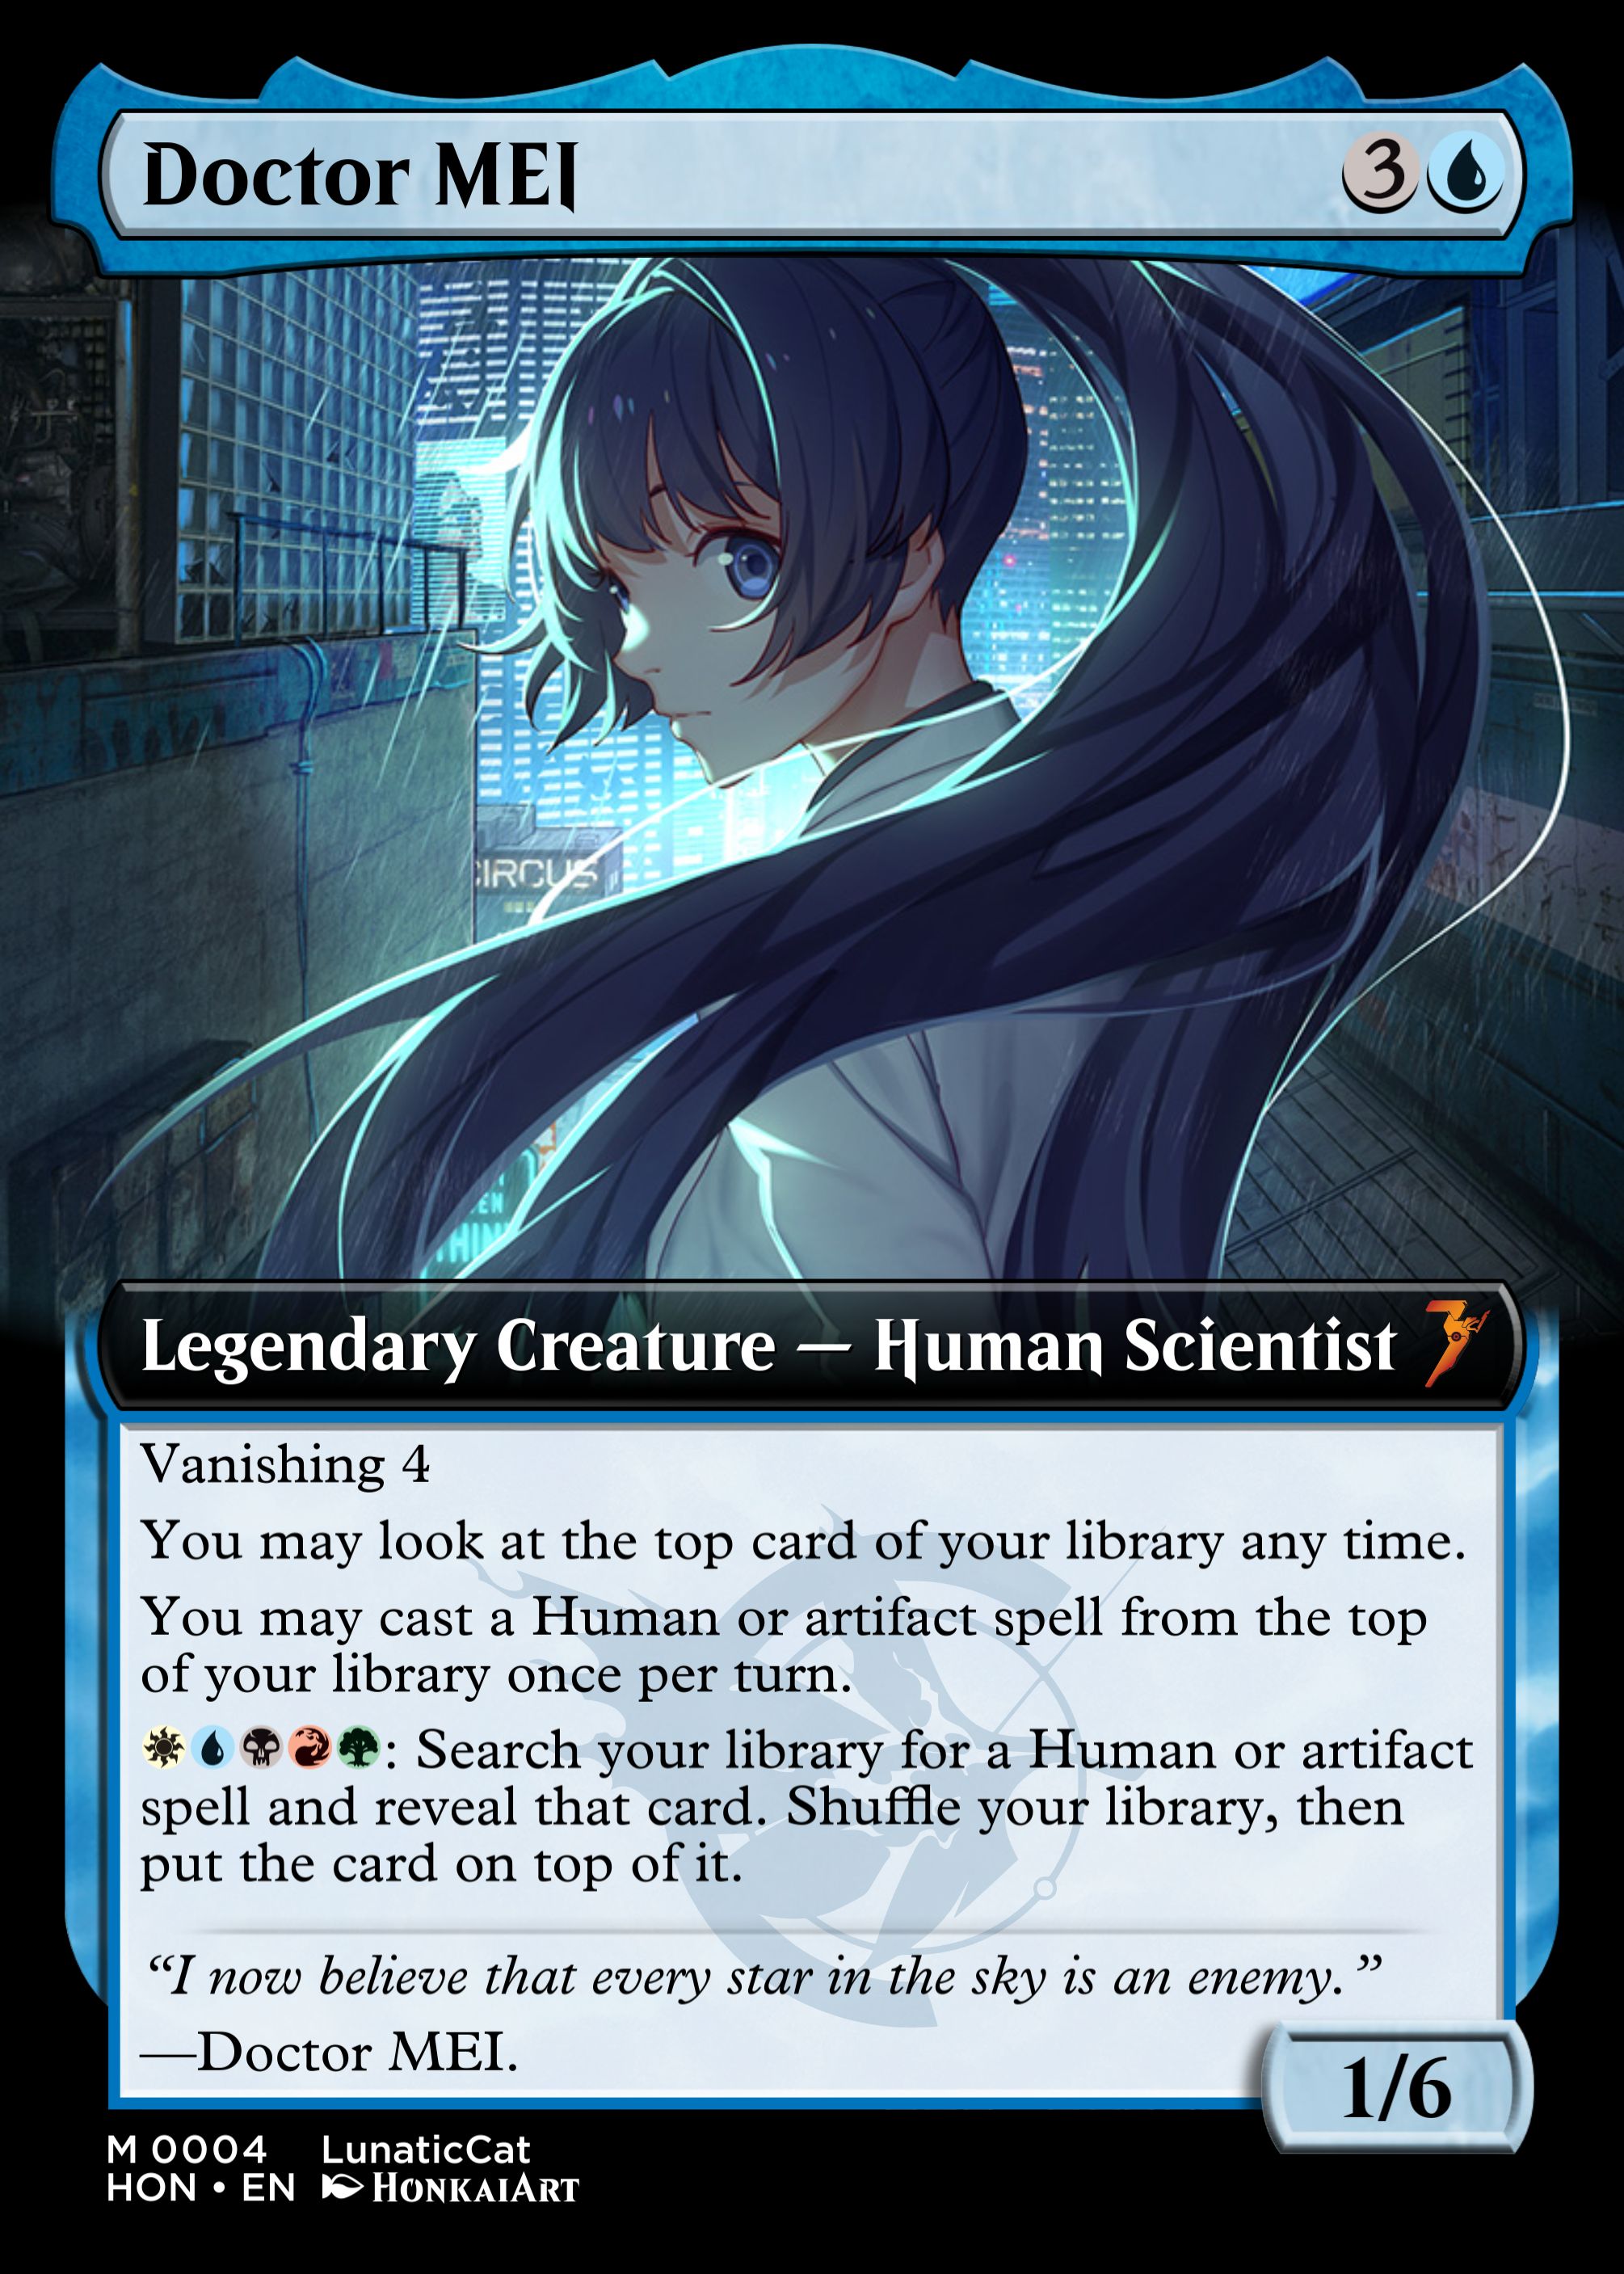 Doctor MEI
3
CIRCUS
Legendary Creature — Human Scientist
Vanishing 4
You may look at the top card of your library any time.
You may cast a Human or artifact spell from the top
of your library once per turn.
: Search your library for a Human or artifact
spell and reveal that card. Shuffle your library, then
put the card on top of it.
“I now believe that every star in the sky is an enemy.”
—Doctor MEI.
1/6
M 0004 LunaticCat
HON • EN HONKAIART